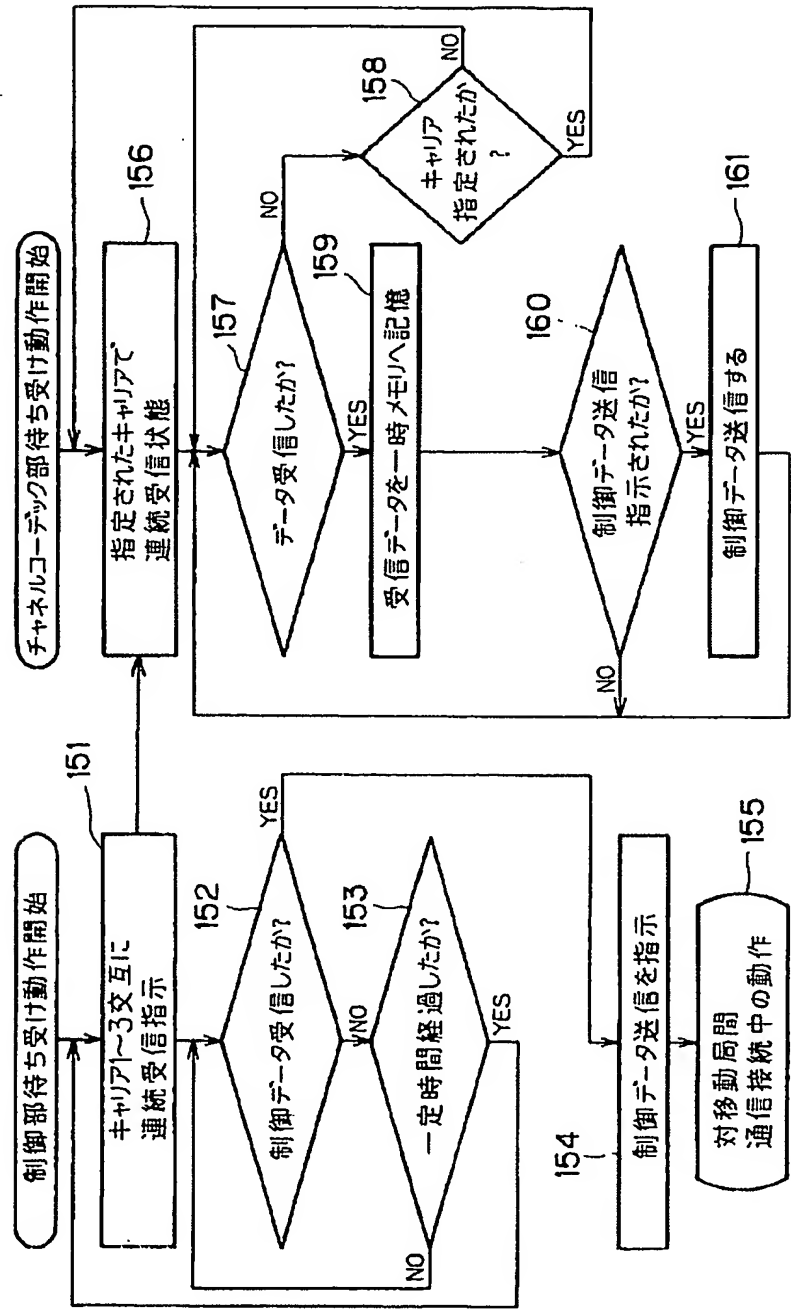 制御部待ち受け動作開始
151
キャリア1~3交互に
連続受信指示
152
制御データ受信したか?
YES
NO
153
一定時間経過したか?
NO
YES
154
制御データ送信を指示
155
対移動局間
通信接続中の動作
チャネルコーデック部待ち受け動作開始
156
指定されたキャリアで
連続受信状態
157
データ受信したか?
NO
YES
158
キャリア
指定されたか
?
NO
YES
159
受信データを一時メモリへ記憶
160
制御データ送信
指示されたか?
NO
YES
161
制御データ送信する